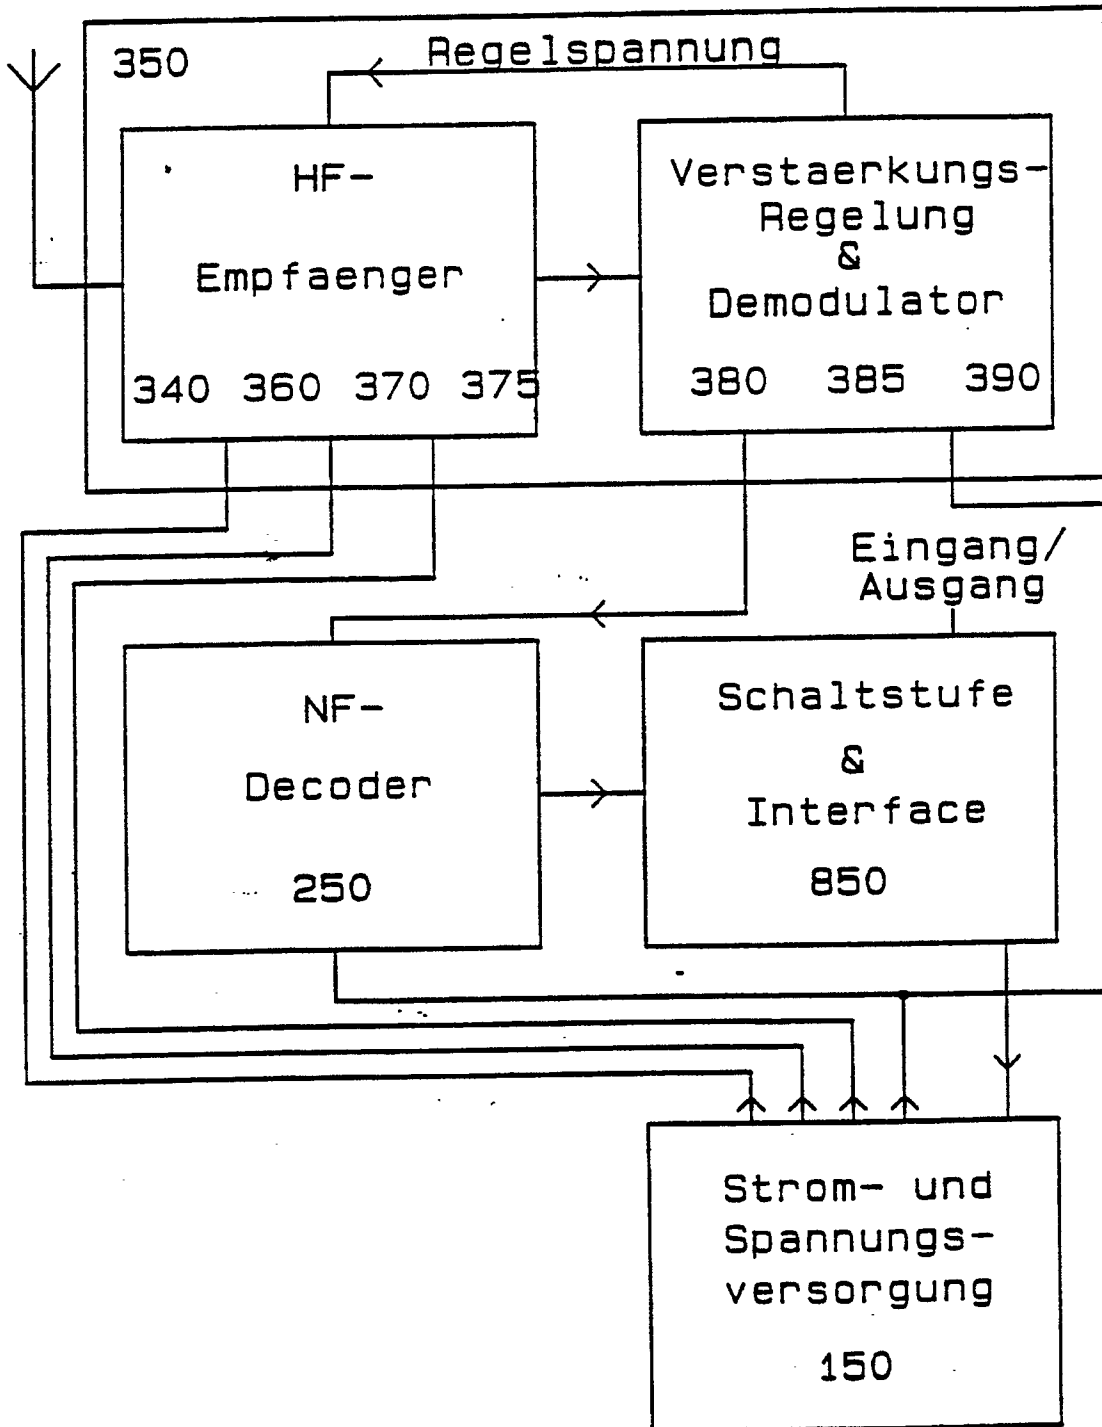 350
Regelspannung
HF-
Empfaenger
340 360 370 375
Verstaerkungs-
Regelung
&
Demodulator
380 385 390
Eingang/
Ausgang
NF-
Decoder
250
Schaltstufe
&
Interface
850
Strom- und
Spannungs-
versorgung
150